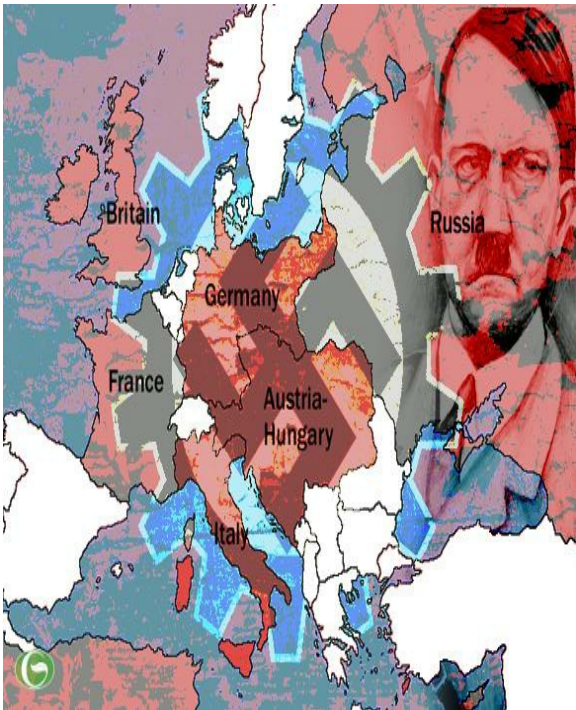 Britain
Russia
Germany
France
Austria-
Hungary
Italy